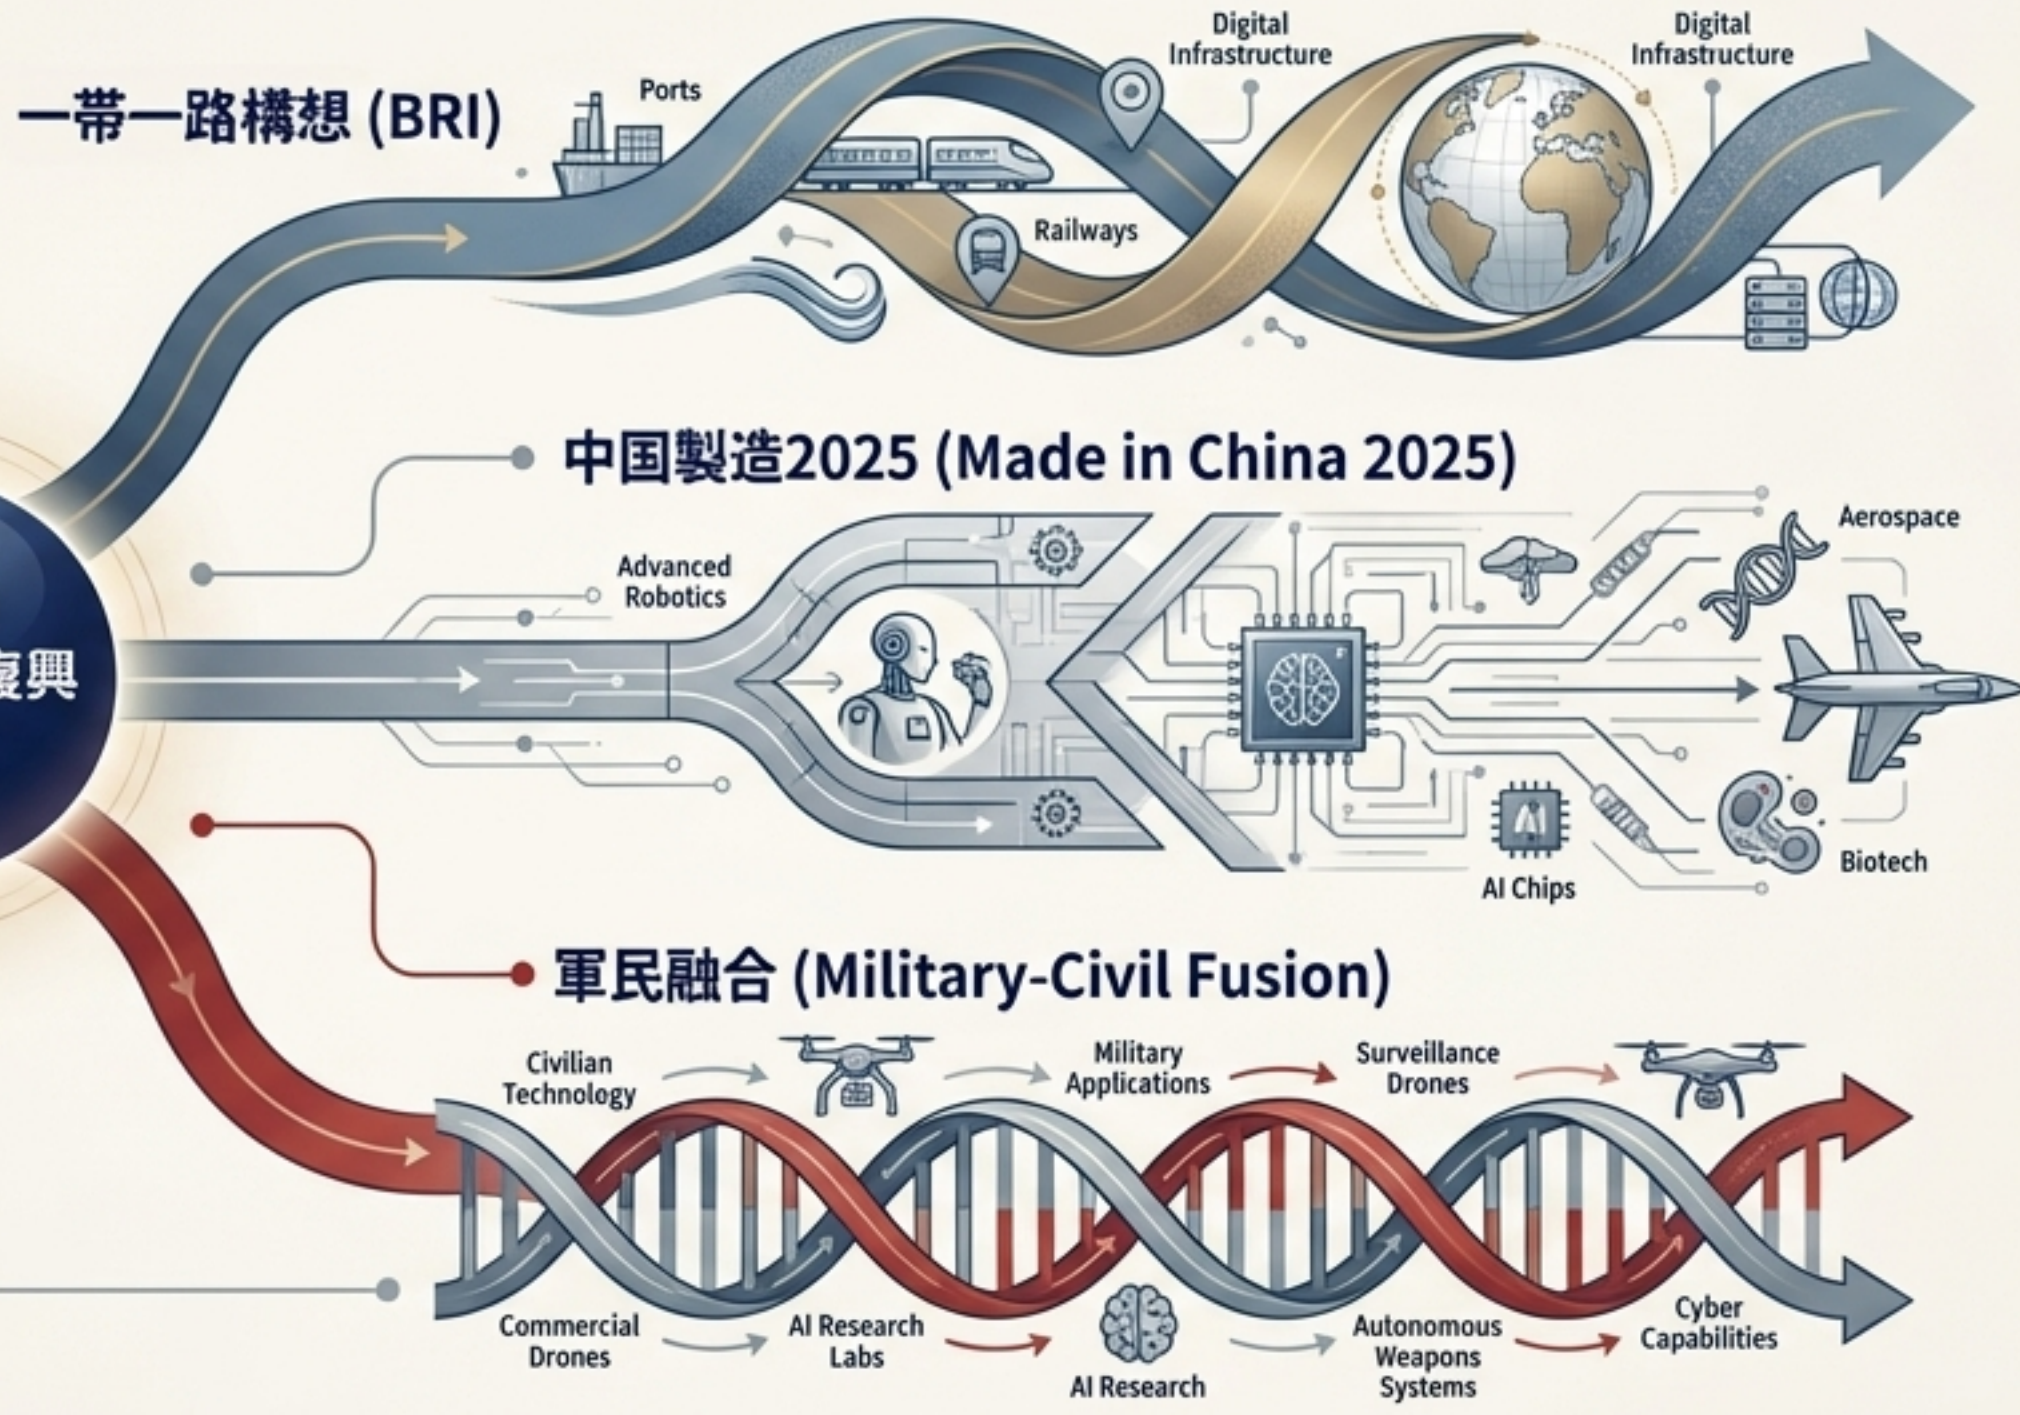 一帯一路構想 (BRI)
Ports
Digital
Infrastructure
Digital
Infrastructure
Railways
中国製造2025 (Made in China 2025)
Advanced
Robotics
Aerospace
復興
AI Chips
Biotech
軍民融合 (Military-Civil Fusion)
Civilian
Technology
Military
Applications
Surveillance
Drones
Commercial
Drones
AI Research
Labs
AI Research
Autonomous
Weapons
Systems
Cyber
Capabilities